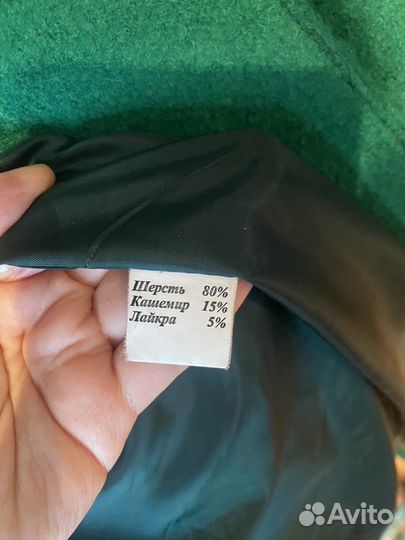 Шерсть 80%
Кашемир 15%
Лайкра 5%
Avito